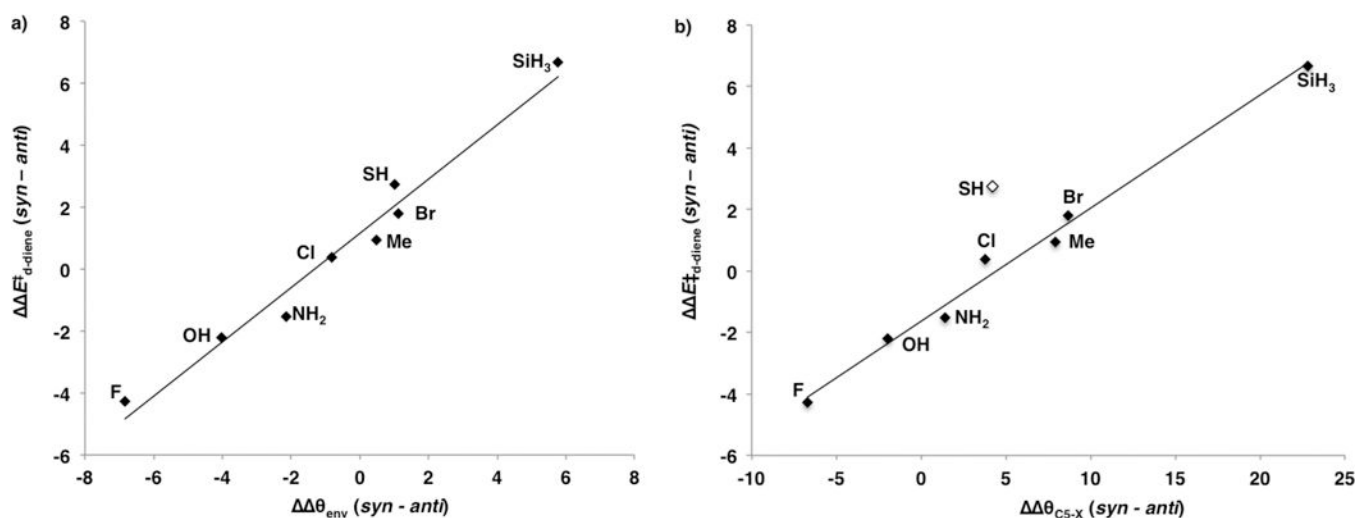 a)
ΔΔE‡d-diene (syn – anti)
8
6
4
2
0
-2
-4
-6
SiH₃
SH
Br
Me
Cl
NH₂
OH
F
-8 -6 -4 -2 0 2 4 6 8
ΔΔθenv (syn - anti)
b)
ΔΔE‡d-diene (syn – anti)
8
6
4
2
0
-2
-4
-6
SiH₃
SH
Br
Me
Cl
NH₂
OH
F
-10 -5 0 5 10 15 20 25
ΔΔθC5-X (syn - anti)